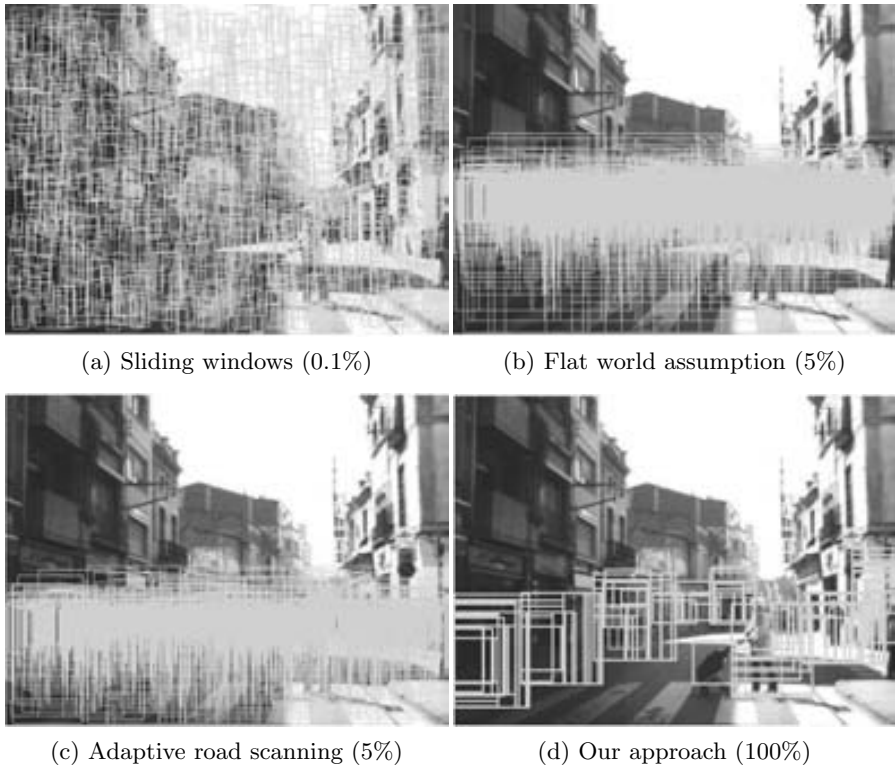 (a) Sliding windows (0.1%)
(b) Flat world assumption (5%)
(c) Adaptive road scanning (5%)
(d) Our approach (100%)